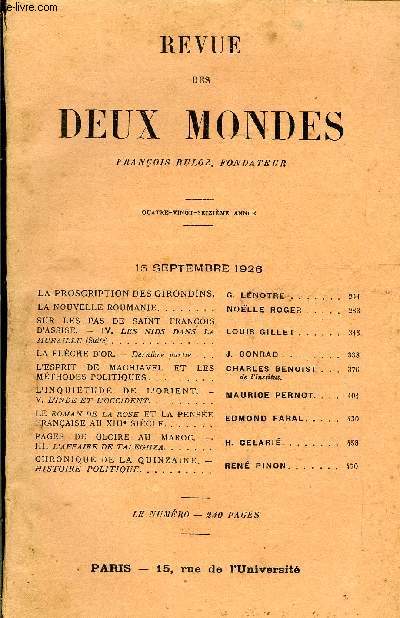 le-livre.com
REVUE
DES
DEUX MONDES
FRANÇOIS BULOZ, FONDATEUR
QUATRE-VINGT-SEIZIÈME ANNÉE
15 SEPTEMBRE 1926
LA PROSCRIPTION DES GIRONDINS. G. LENOTRE
LA NOUVELLE ROUMANIE NOËLLE ROGER
SUR LES PAS DE SAINT FRANÇOIS
D'ASSISE. — IV. LES NIDS DANS LA
MURAILLE (Suite) LOUIS GILLET
LA FLÈCHE D'OR. — Dernière partie J. CONRAD
L'ESPRIT DE MACHIAVEL ET LES CHARLES BENOIST
MÉTHODES POLITIQUES de l'Institut.
L'INQUIÉTUDE DE L'ORIENT. —
V. L'INDE ET L'OCCIDENT. MAURICE PERNOT
LE ROMAN DE LA ROSE ET LA PENSÉE
FRANÇAISE AU XIIIe SIÈCLE EDMOND FARAL
PAGES DE GLOIRE AU MAROC. —
L'AFFAIRE DE H. CELARIÉ
CHRONIQUE DE LA QUINZAINE. —
HISTOIRE POLITIQUE RENÉ PINON
LE NUMÉRO — 240 PAGES
PARIS — 15, rue de l'Université